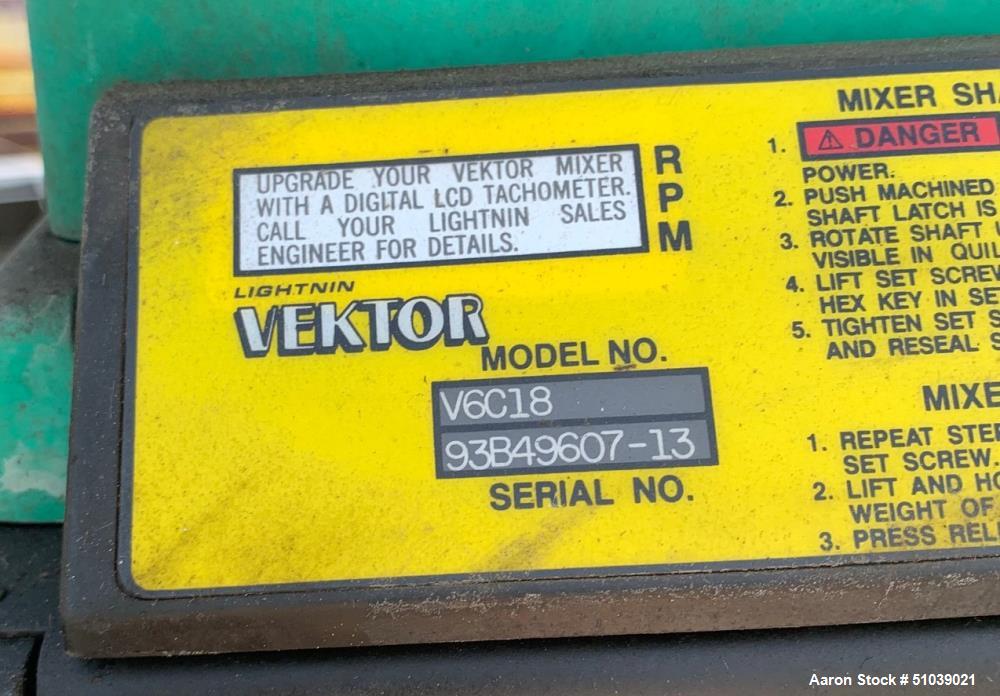 UPGRADE YOUR VEKTOR MIXER
WITH A DIGITAL LCD TACHOMETER.
CALL YOUR LIGHTNIN SALES
ENGINEER FOR DETAILS.
R
P
M
LIGHTNIN
VEKTOR
MODEL NO.
V6C18
93B49607-13
SERIAL NO.
MIXER
1. DANGER
POWER.
2. PUSH MACHINED
SHAFT LATCH IS
3. ROTATE SHAFT
VISIBLE IN
4. LIFT SET SCREW
HEX KEY IN
5. TIGHTEN SET
AND RESEAL
1. REPEAT
SET SCREW.
2. LIFT AND
WEIGHT OF
3. PRESS
Aaron Stock # 51039021